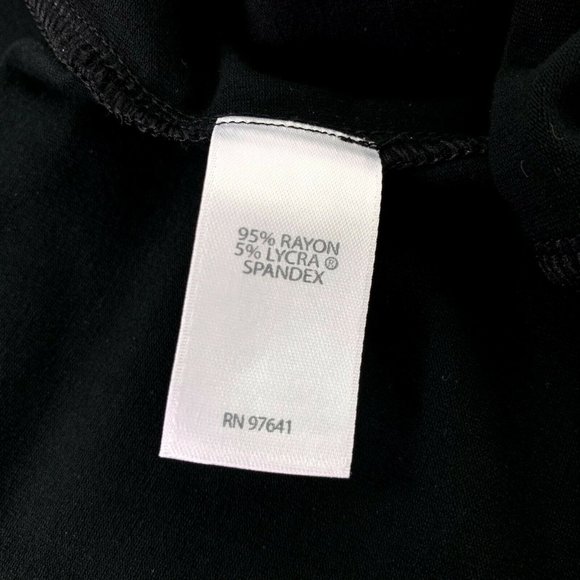 95% RAYON
5% LYCRA ®
SPANDEX
RN 97641